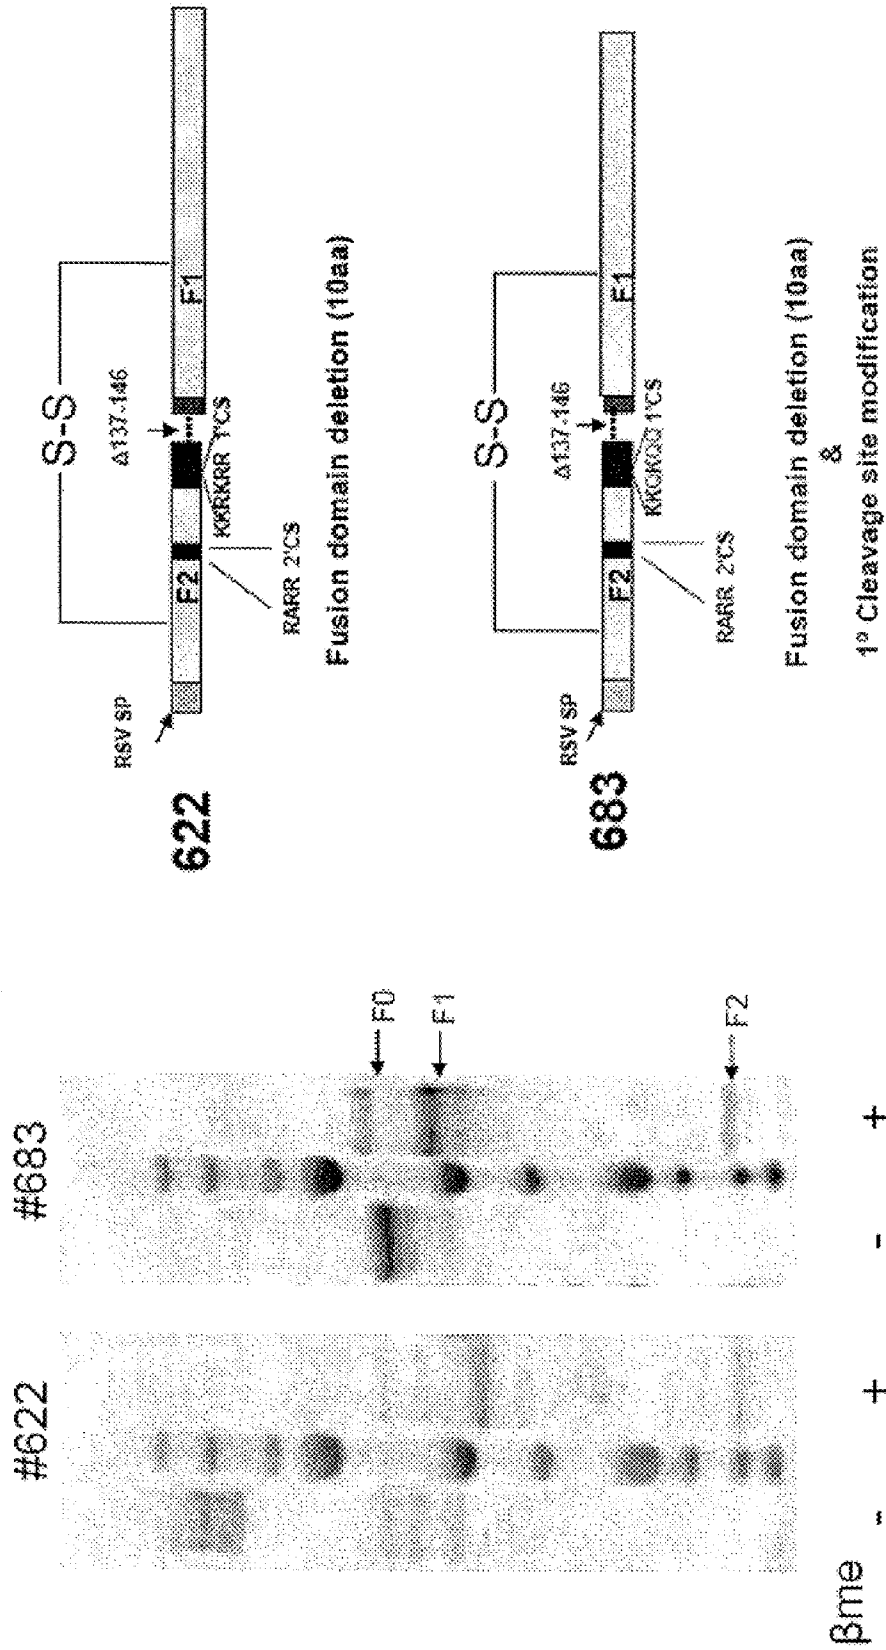 #622
#683
F0
F1
F2
βme
-
+
-
+
622
RSV SP
S-S
Δ137-146
F2
F1
RARR 2'CS
KKRKRR 1'CS
Fusion domain deletion (10aa)
683
RSV SP
S-S
Δ137-146
F2
F1
RARR 2'CS
1'CS
Fusion domain deletion (10aa)
&
1º Cleavage site modification